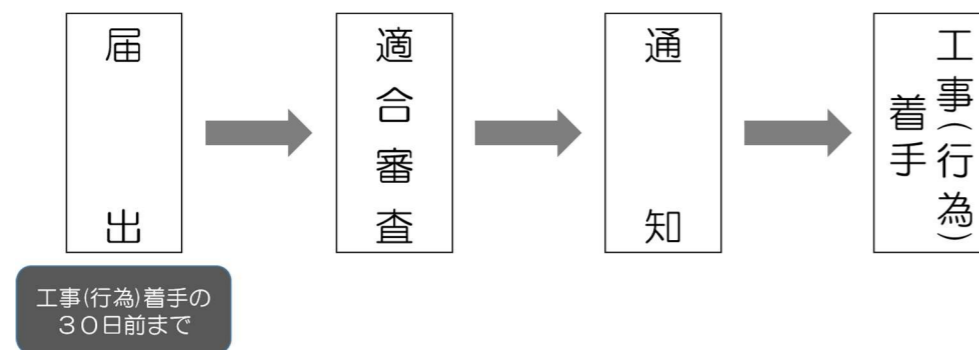 届出
適合審査
通知
工事(行為)
着手
工事(行為)着手の
３０日前まで